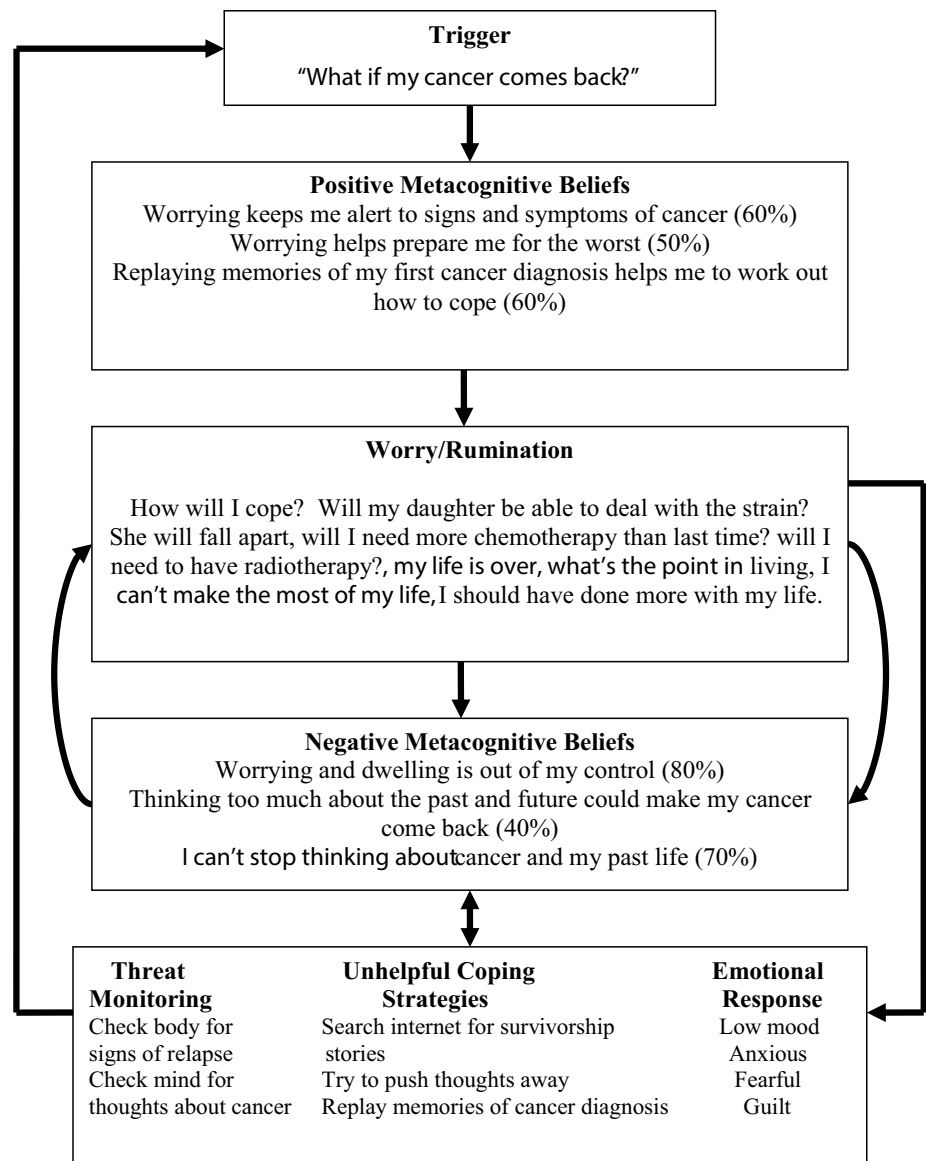 Trigger
“What if my cancer comes back?”
Positive Metacognitive Beliefs
Worrying keeps me alert to signs and symptoms of cancer (60%)
Worrying helps prepare me for the worst (50%)
Replaying memories of my first cancer diagnosis helps me to work out
how to cope (60%)
Worry/Rumination
How will I cope? Will my daughter be able to deal with the strain?
She will fall apart, will I need more chemotherapy than last time? will I
need to have radiotherapy?, my life is over, what’s the point in living, I
can’t make the most of my life, I should have done more with my life.
Negative Metacognitive Beliefs
Worrying and dwelling is out of my control (80%)
Thinking too much about the past and future could make my cancer
come back (40%)
I can’t stop thinking about cancer and my past life (70%)
Threat
Monitoring
Check body for
signs of relapse
Check mind for
thoughts about cancer
Unhelpful Coping
Strategies
Search internet for survivorship
stories
Try to push thoughts away
Replay memories of cancer diagnosis
Emotional
Response
Low mood
Anxious
Fearful
Guilt